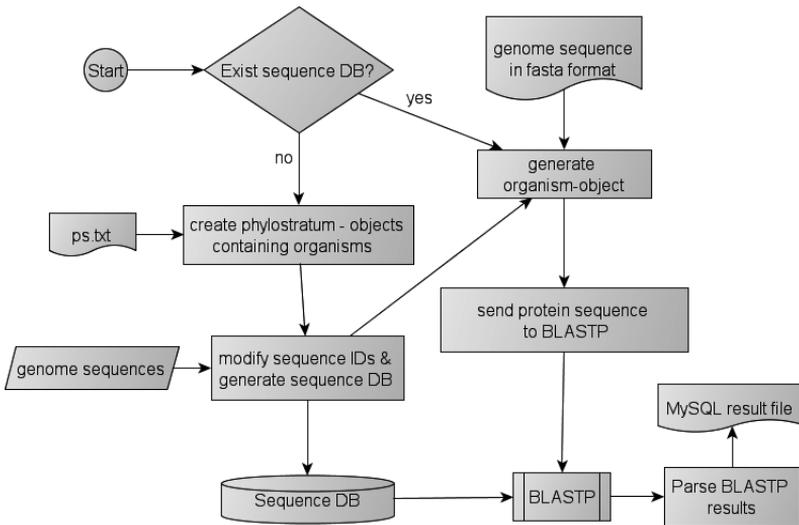 Start
Exist sequence DB?
genome sequence
in fasta format
yes
no
generate
organism-object
ps.txt
create phylostratum - objects
containing organisms
send protein sequence
to BLASTP
genome sequences
modify sequence IDs &
generate sequence DB
MySQL result file
Sequence DB
BLASTP
Parse BLASTP
results